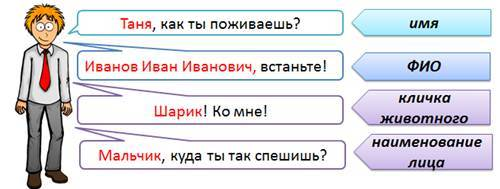 Таня, как ты поживаешь?
имя
Иванов Иван Иванович, встаньте!
ФИО
Шарик! Ко мне!
кличка
животного
Мальчик, куда ты так спешишь?
наименование
лица